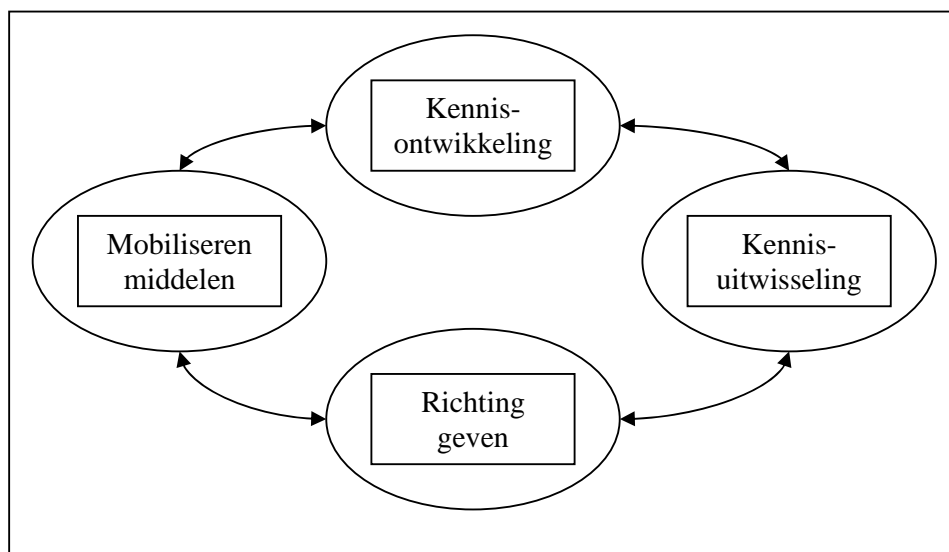 Kennis-
ontwikkeling
Mobiliseren
middelen
Kennis-
uitwisseling
Richting
geven